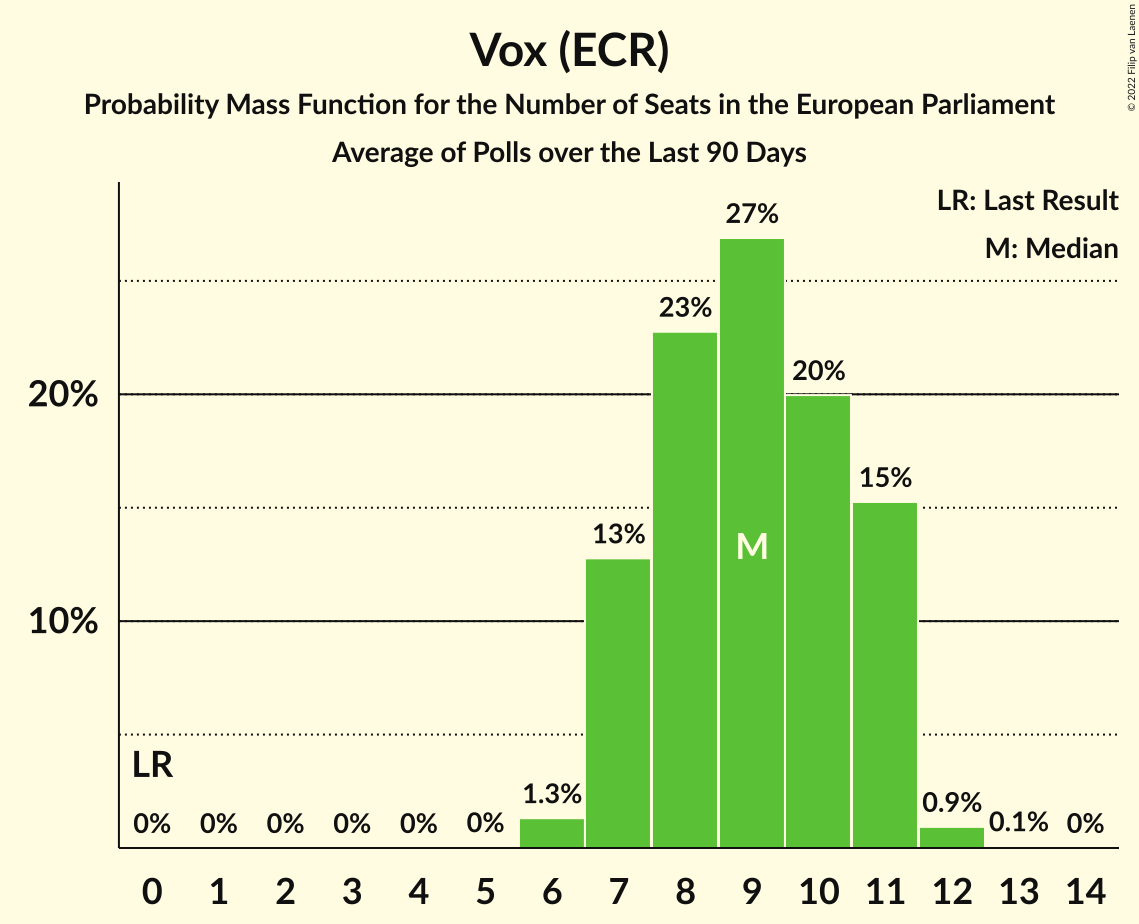 Vox (ECR)
Probability Mass Function for the Number of Seats in the European Parliament
Average of Polls over the Last 90 Days
© 2022 Filip van Laenen
LR: Last Result
M: Median
27%
23%
20%
20%
15%
13%
M
10%
LR
0% 0% 0% 0% 0% 0% 1.3% 0.9% 0.1% 0%
0 1 2 3 4 5 6 7 8 9 10 11 12 13 14